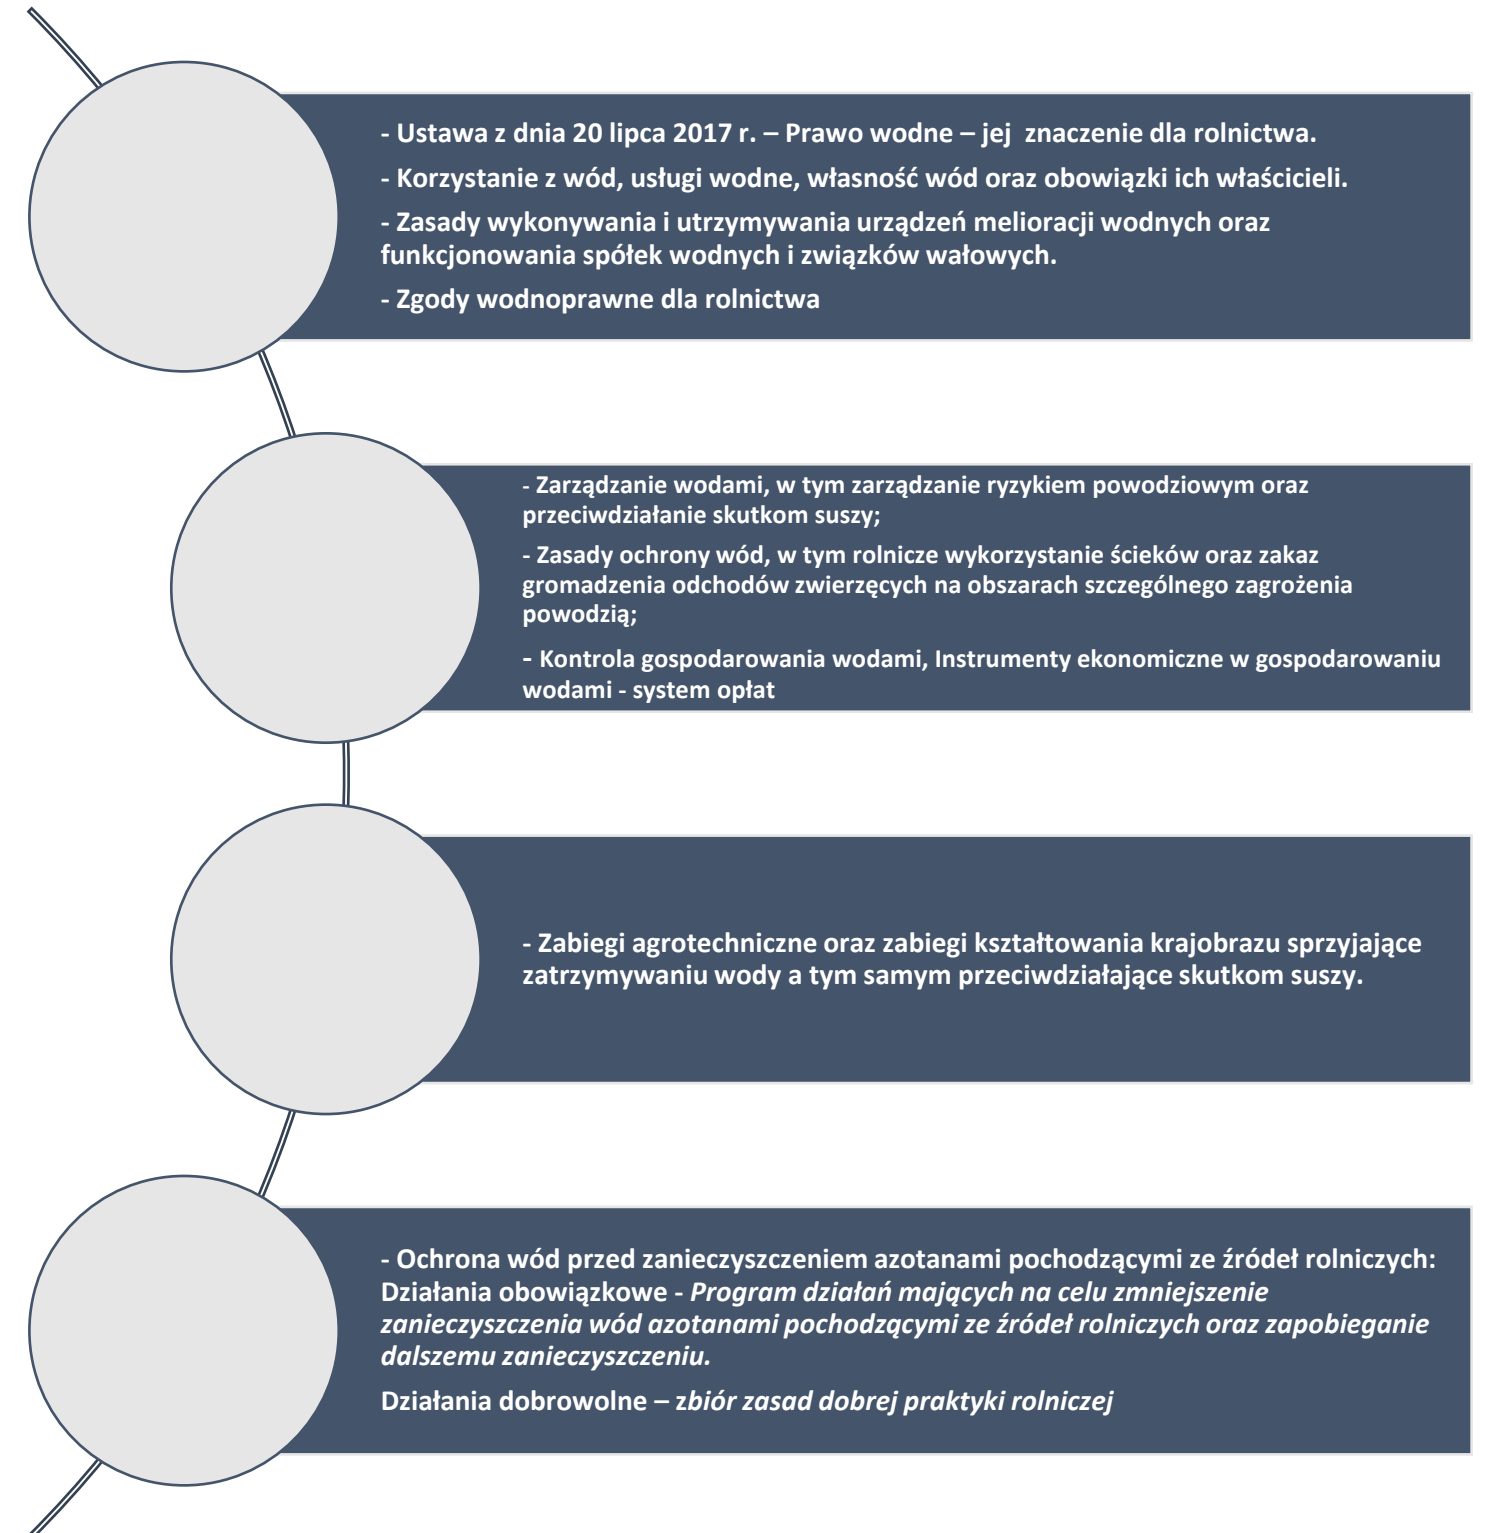 - Ustawa z dnia 20 lipca 2017 r. – Prawo wodne – jej  znaczenie dla rolnictwa.
- Korzystanie z wód, usługi wodne, własność wód oraz obowiązki ich właścicieli.
- Zasady wykonywania i utrzymywania urządzeń melioracji wodnych oraz
funkcjonowania spółek wodnych i związków wałowych.
- Zgody wodnoprawne dla rolnictwa
- Zarządzanie wodami, w tym zarządzanie ryzykiem powodziowym oraz
przeciwdziałanie skutkom suszy;
- Zasady ochrony wód, w tym rolnicze wykorzystanie ścieków oraz zakaz
gromadzenia odchodów zwierzęcych na obszarach szczególnego zagrożenia
powodzią;
- Kontrola gospodarowania wodami, Instrumenty ekonomiczne w gospodarowaniu
wodami - system opłat
- Zabiegi agrotechniczne oraz zabiegi kształtowania krajobrazu sprzyjające
zatrzymywaniu wody a tym samym przeciwdziałające skutkom suszy.
- Ochrona wód przed zanieczyszczeniem azotanami pochodzącymi ze źródeł rolniczych:
Działania obowiązkowe - Program działań mających na celu zmniejszenie
zanieczyszczenia wód azotanami pochodzącymi ze źródeł rolniczych oraz zapobieganie
dalszemu zanieczyszczeniu.
Działania dobrowolne – zbiór zasad dobrej praktyki rolniczej